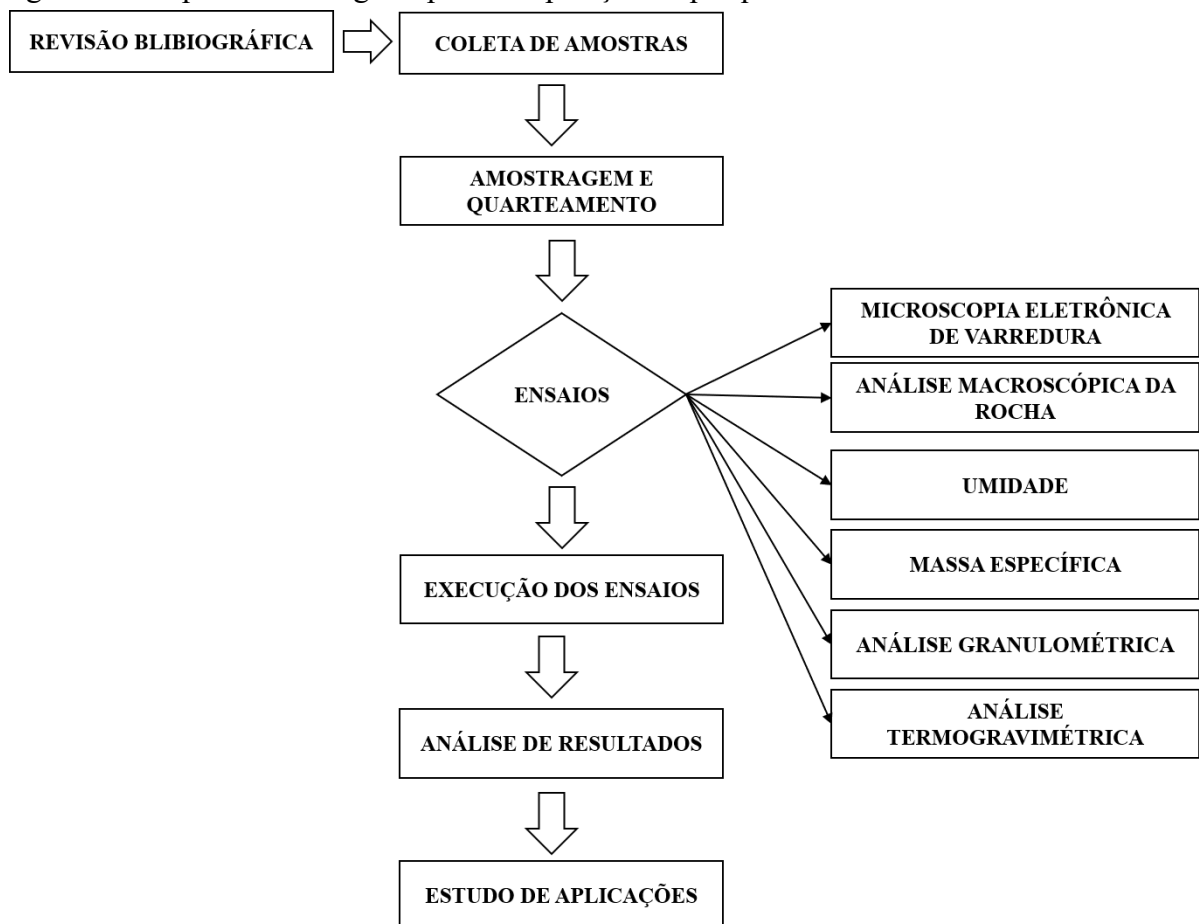 REVISÃO BLIBIOGRÁFICA
COLETA DE AMOSTRAS
AMOSTRAGEM E
QUARTEAMENTO
ENSAIOS
MICROSCOPIA ELETRÔNICA
DE VARREDURA
ANÁLISE MACROSCÓPICA DA
ROCHA
UMIDADE
MASSA ESPECÍFICA
ANÁLISE GRANULOMÉTRICA
ANÁLISE
TERMOGRAVIMÉTRICA
EXECUÇÃO DOS ENSAIOS
ANÁLISE DE RESULTADOS
ESTUDO DE APLICAÇÕES